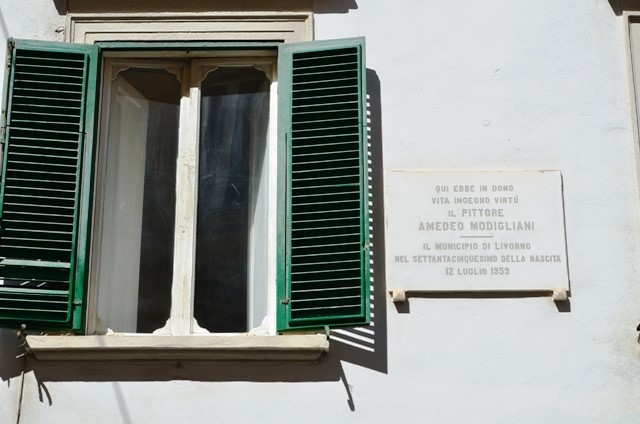 QUI EBBE IN DONO
VITA INGEGNO VIRTÚ
IL PITTORE
AMEDEO MODIGLIANI
IL MUNICIPIO DI LIVORNO
NEL SETTANTACINQUESIMO DELLA NASCITA
12 LUGLIO 1959